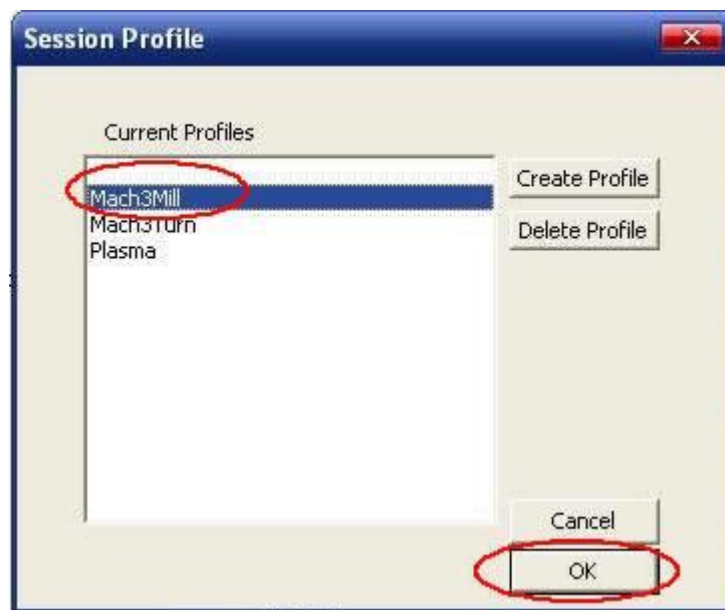 Session Profile
Current Profiles
Mach3Mill
Mach3Turn
Plasma
Create Profile
Delete Profile
Cancel
OK